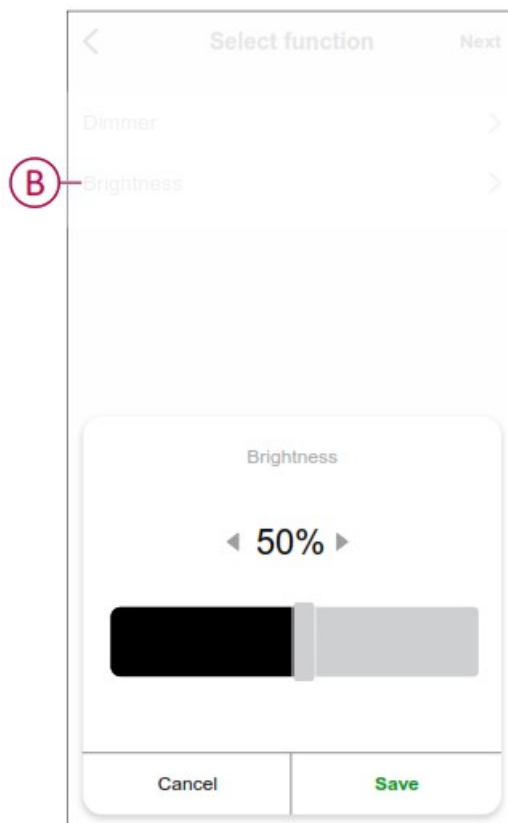 Select function Next
Dimmer
B Brightness
Brightness
50%
Cancel Save